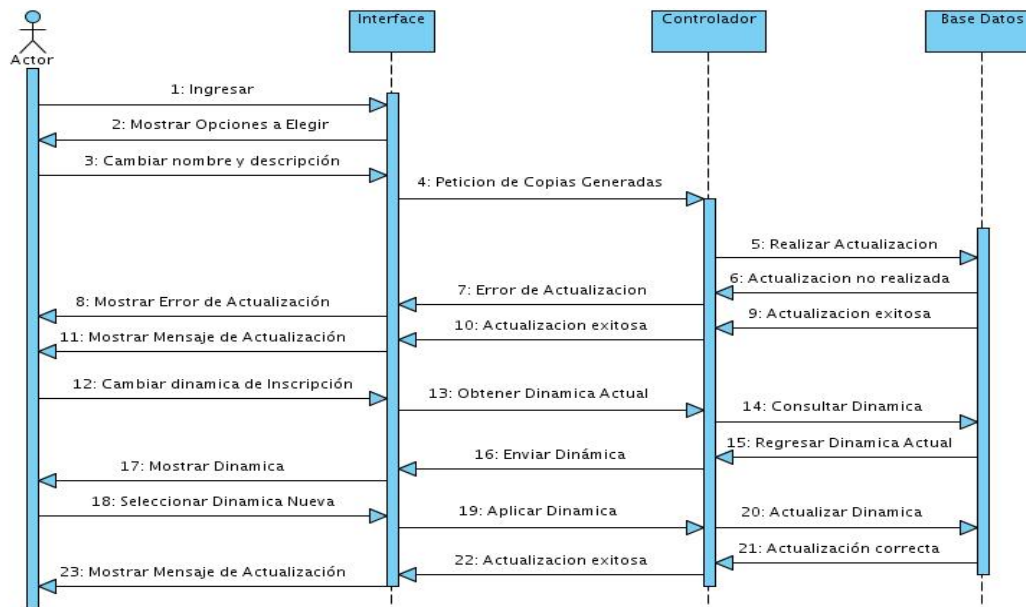 Interface
Controlador
Base Datos
Actor
1: Ingresar
2: Mostrar Opciones a Elegir
3: Cambiar nombre y descripción
4: Peticion de Copias Generadas
5: Realizar Actualizacion
6: Actualizacion no realizada
7: Error de Actualizacion
8: Mostrar Error de Actualización
9: Actualizacion exitosa
10: Actualizacion exitosa
11: Mostrar Mensaje de Actualización
12: Cambiar dinamica de Inscripción
13: Obtener Dinamica Actual
14: Consultar Dinamica
15: Regresar Dinamica Actual
16: Enviar Dinámica
17: Mostrar Dinamica
18: Seleccionar Dinamica Nueva
19: Aplicar Dinamica
20: Actualizar Dinamica
21: Actualización correcta
22: Actualizacion exitosa
23: Mostrar Mensaje de Actualización